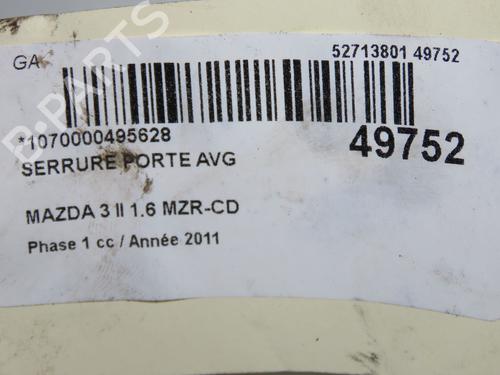 GA
52713801 49752
*1070000495628
49752
SERRURE PORTE AVG
MAZDA 3 II 1.6 MZR-CD
Phase 1 cc / Année 2011
B-PARTS